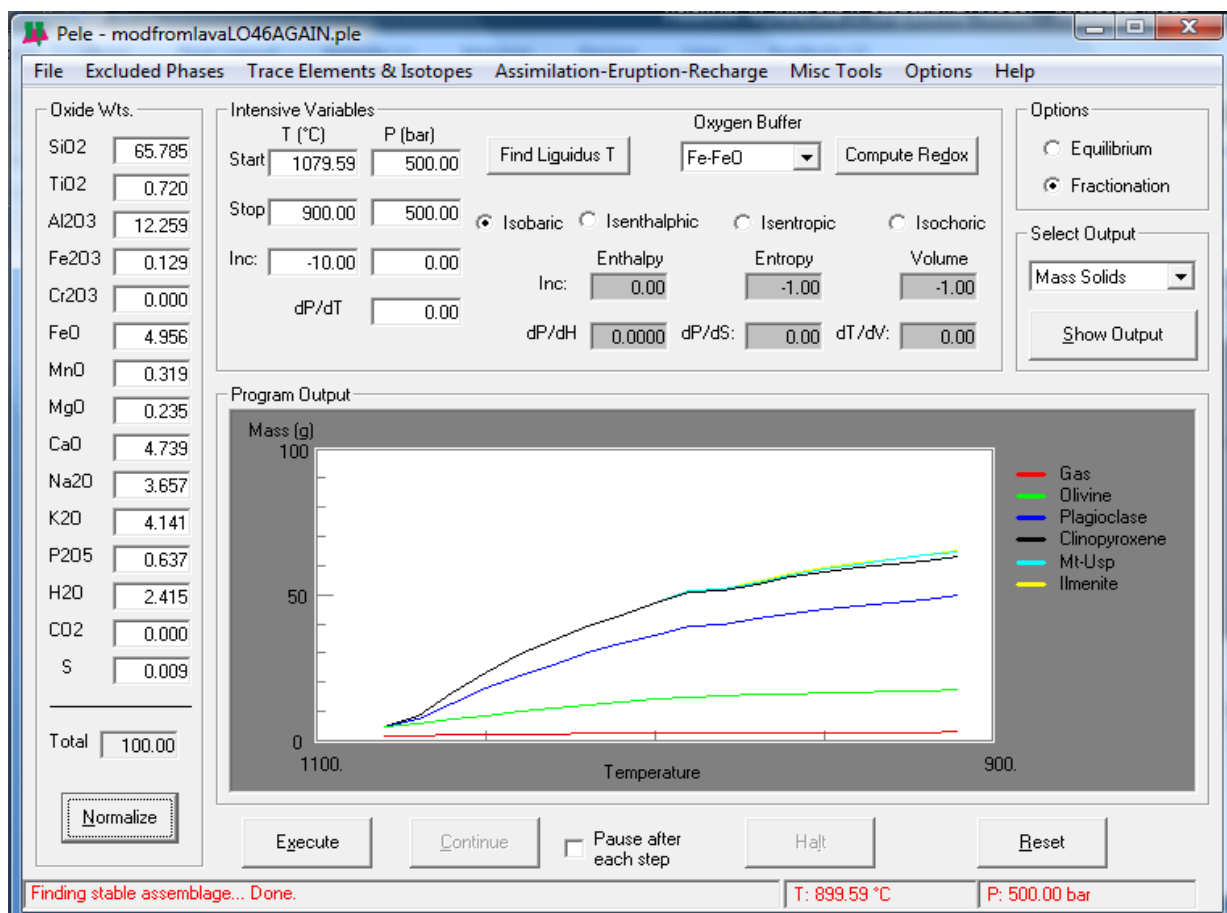 Pele - modfromlavaLO46AGAIN.ple
File Excluded Phases Trace Elements & Isotopes Assimilation-Eruption-Recharge Misc Tools Options Help
Oxide Wts.
SiO2 65.785
TiO2 0.720
Al2O3 12.259
Fe2O3 0.129
Cr2O3 0.000
FeO 4.956
MnO 0.319
MgO 0.235
CaO 4.739
Na2O 3.657
K2O 4.141
P2O5 0.637
H2O 2.415
CO2 0.000
S 0.009
Total 100.00
Normalize
Intensive Variables
T (°C) P (bar)
Start 1079.59 500.00
Stop 900.00 500.00
Inc: -10.00 0.00
dP/dT 0.00
Find Liguidus T
Oxygen Buffer
Fe-FeO
Compute Redox
Isobaric Isenthalphic Isentropic Isochoric
Enthalpy Entropy Volume
Inc: 0.00 -1.00 -1.00
dP/dH 0.0000 dP/dS: 0.00 dT/dV: 0.00
Options
Equilibrium
Fractionation
Select Output
Mass Solids
Show Output
Program Output
Mass (g)
100
50
0
1100.
Temperature
900.
Gas
Olivine
Plagioclase
Clinopyroxene
Mt-Usp
Ilmenite
Execute
Continue
Pause after
each step
Halt
Reset
Finding stable assemblage... Done.
T: 899.59 °C
P: 500.00 bar